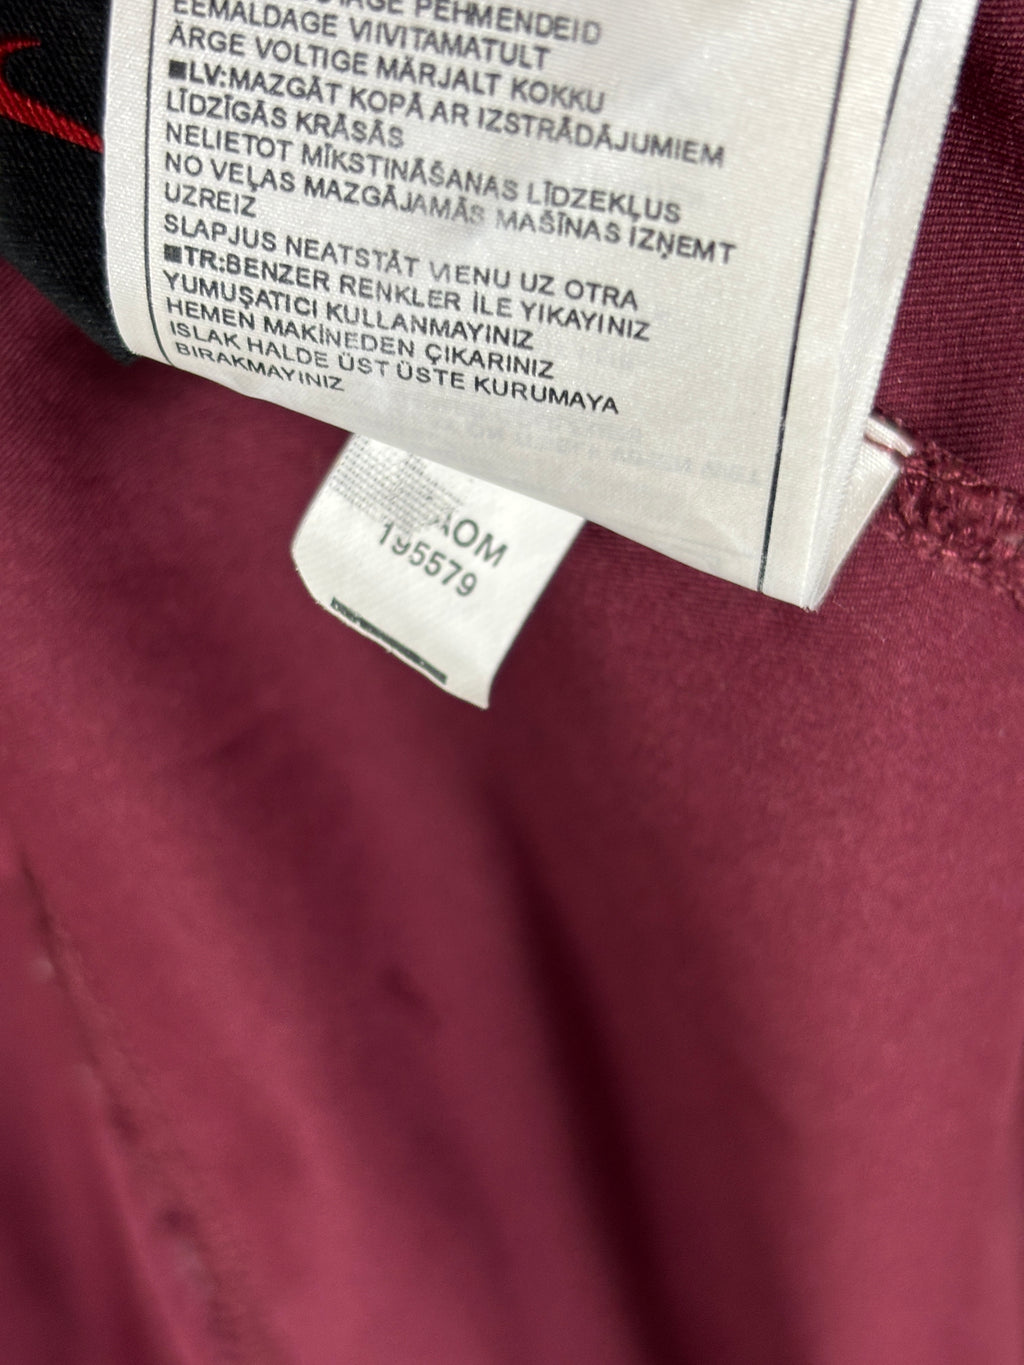 PEHMENDEID
EEMALDAGE VIIVITAMATULT
ÄRGE VOLTIGE MÄRJALT KOKKU
■LV:MAZGĀT KOPĀ AR IZSTRĀDĀJUMIEM
LĪDZĪGĀS KRĀSĀS
NELIETOT MĪKSTINĀŠANAS LĪDZEKĻUS
NO VEĻAS MAZGĀJAMĀS MAŠĪNAS IZŅEMT
UZREIZ
SLAPJUS NEATSTĀT VIENU UZ OTRA
■TR:BENZER RENKLER İLE YIKAYINIZ
YUMUŞATICI KULLANMAYINIZ
HEMEN MAKİNEDEN ÇIKARINIZ
ISLAK HALDE ÜST ÜSTE KURUMAYA
BIRAKMAYINIZ
195579